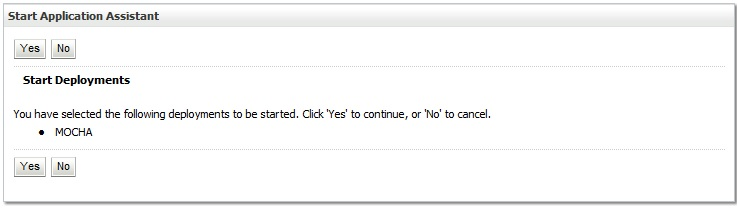 Start Application Assistant
Yes No
Start Deployments
You have selected the following deployments to be started. Click 'Yes' to continue, or 'No' to cancel.
• MOCHA
Yes No